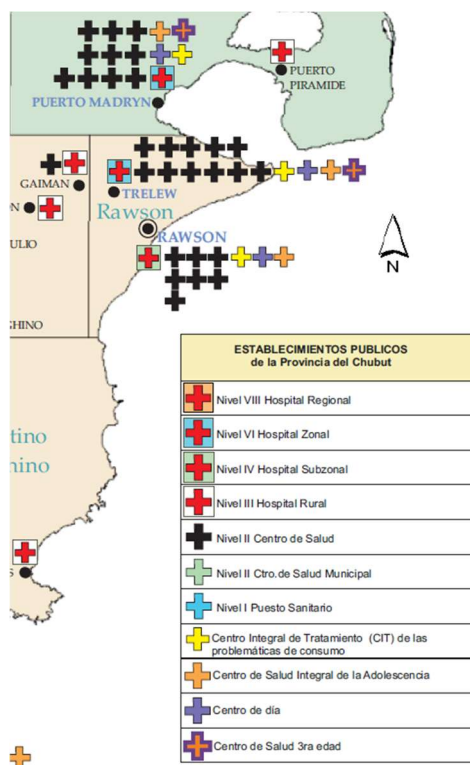 PUERTO MADRYN
PUERTO
PIRAMIDE
GAIMAN
TRELEW
ON
Rawson
RAWSON
ULIO
N
GHINO
tino
nino
S
ESTABLECIMIENTOS PUBLICOS
de la Provincia del Chubut
Nivel VIII Hospital Regional
Nivel VI Hospital Zonal
Nivel IV Hospital Subzonal
Nivel III Hospital Rural
Nivel II Centro de Salud
Nivel II Ctro.de Salud Municipal
Nivel I Puesto Sanitario
Centro Integral de Tratamiento (CIT) de las
problemáticas de consumo
Centro de Salud Integral de la Adolescencia
Centro de día
Centro de Salud 3ra edad